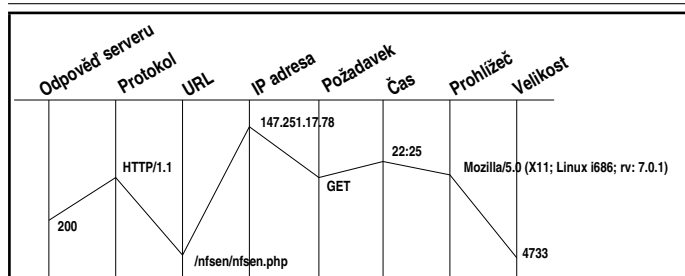 Odpověď serveru
Protokol
URL
IP adresa
Požadavek
Čas
Prohlížeč
Velikost
147.251.17.78
22:25
HTTP/1.1
Mozilla/5.0 (X11; Linux i686; rv: 7.0.1)
GET
200
/nfsen/nfsen.php
4733